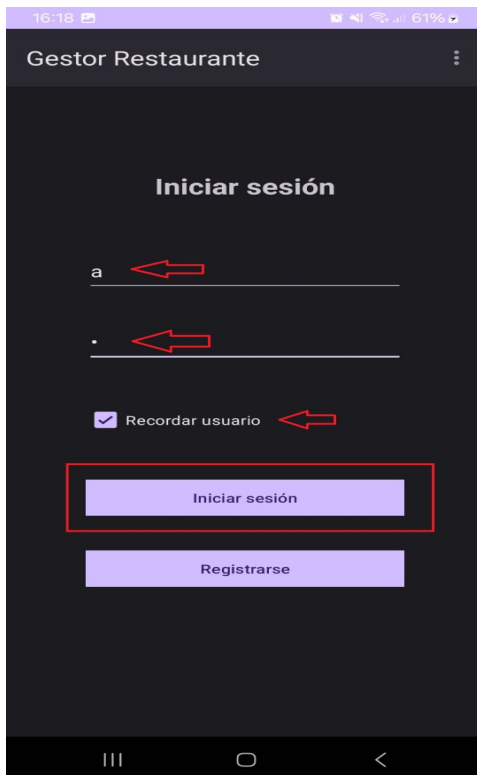 16:18 61%
Gestor Restaurante
Iniciar sesión
a
•
Recordar usuario
Iniciar sesión
Registrarse